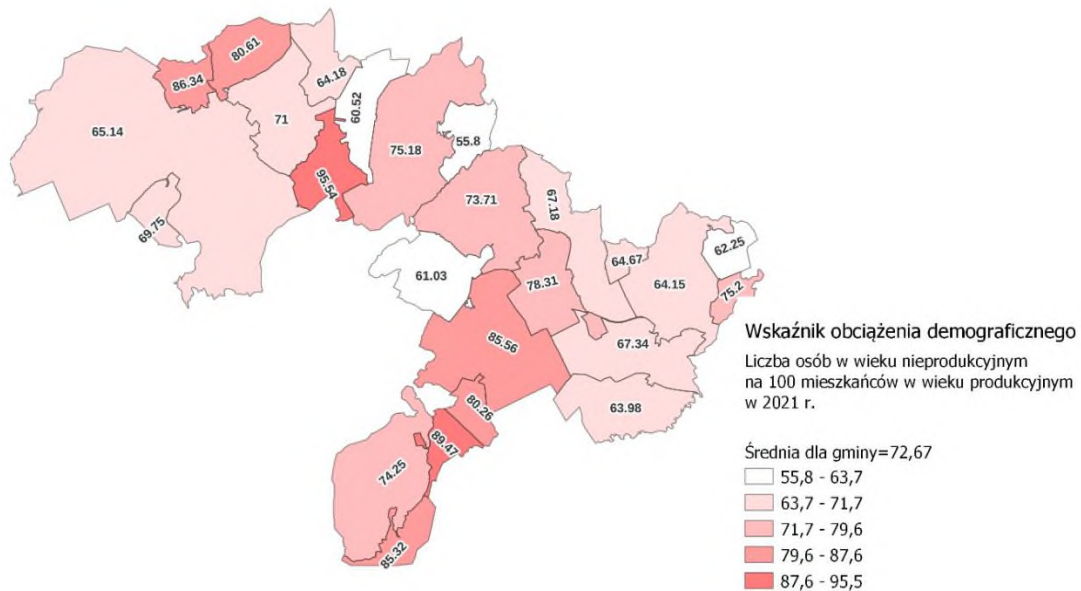 80.61
86.34
64.18
60.52
65.14
71
75.18
55.8
95.54
73.71
67.18
69.75
62.25
64.67
61.03
78.31
64.15
75.2
85.56
67.34
63.98
80.26
89.47
74.25
85.32
Wskaźnik obciążenia demograficznego
Liczba osób w wieku nieprodukcyjnym
na 100 mieszkańców w wieku produkcyjnym
w 2021 r.
Średnia dla gminy=72,67
55,8 - 63,7
63,7 - 71,7
71,7 - 79,6
79,6 - 87,6
87,6 - 95,5